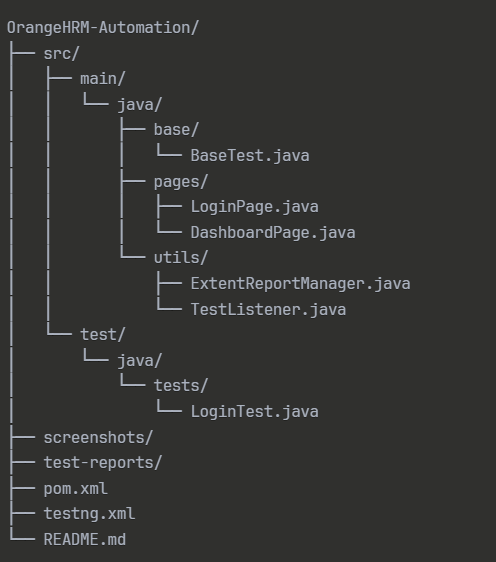 OrangeHRM-Automation/
├── src/
│   ├── main/
│   │   └── java/
│   │       ├── base/
│   │       │   └── BaseTest.java
│   │       ├── pages/
│   │       │   ├── LoginPage.java
│   │       │   └── DashboardPage.java
│   │       └── utils/
│   │           ├── ExtentReportManager.java
│   │           └── TestListener.java
│   └── test/
│       └── java/
│           └── tests/
│               └── LoginTest.java
├── screenshots/
├── test-reports/
├── pom.xml
├── testng.xml
└── README.md